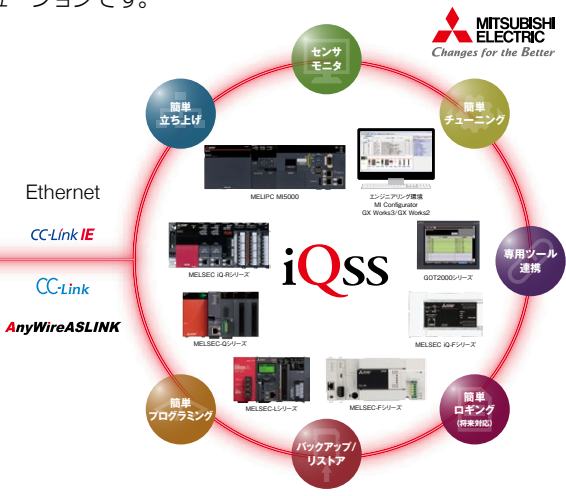 ューションです。
MITSUBISHI
ELECTRIC
Changes for the Better
センサ
モニタ
簡単
立ち上げ
簡単
チューニング
MELIPC MI5000
エンジニアリング環境
MI Configurator
GX Works3/GX Works2
Ethernet
CC-Link IE
CC-Link
AnyWireASLINK
MELSEC iQ-Rシリーズ
iQss
GOT2000シリーズ
専用ツール
連携
MELSEC-Qシリーズ
MELSEC iQ-Fシリーズ
MELSEC-Lシリーズ
MELSEC-Fシリーズ
簡単
プログラミング
簡単
ロギング
(将来対応)
バックアップ/
リストア